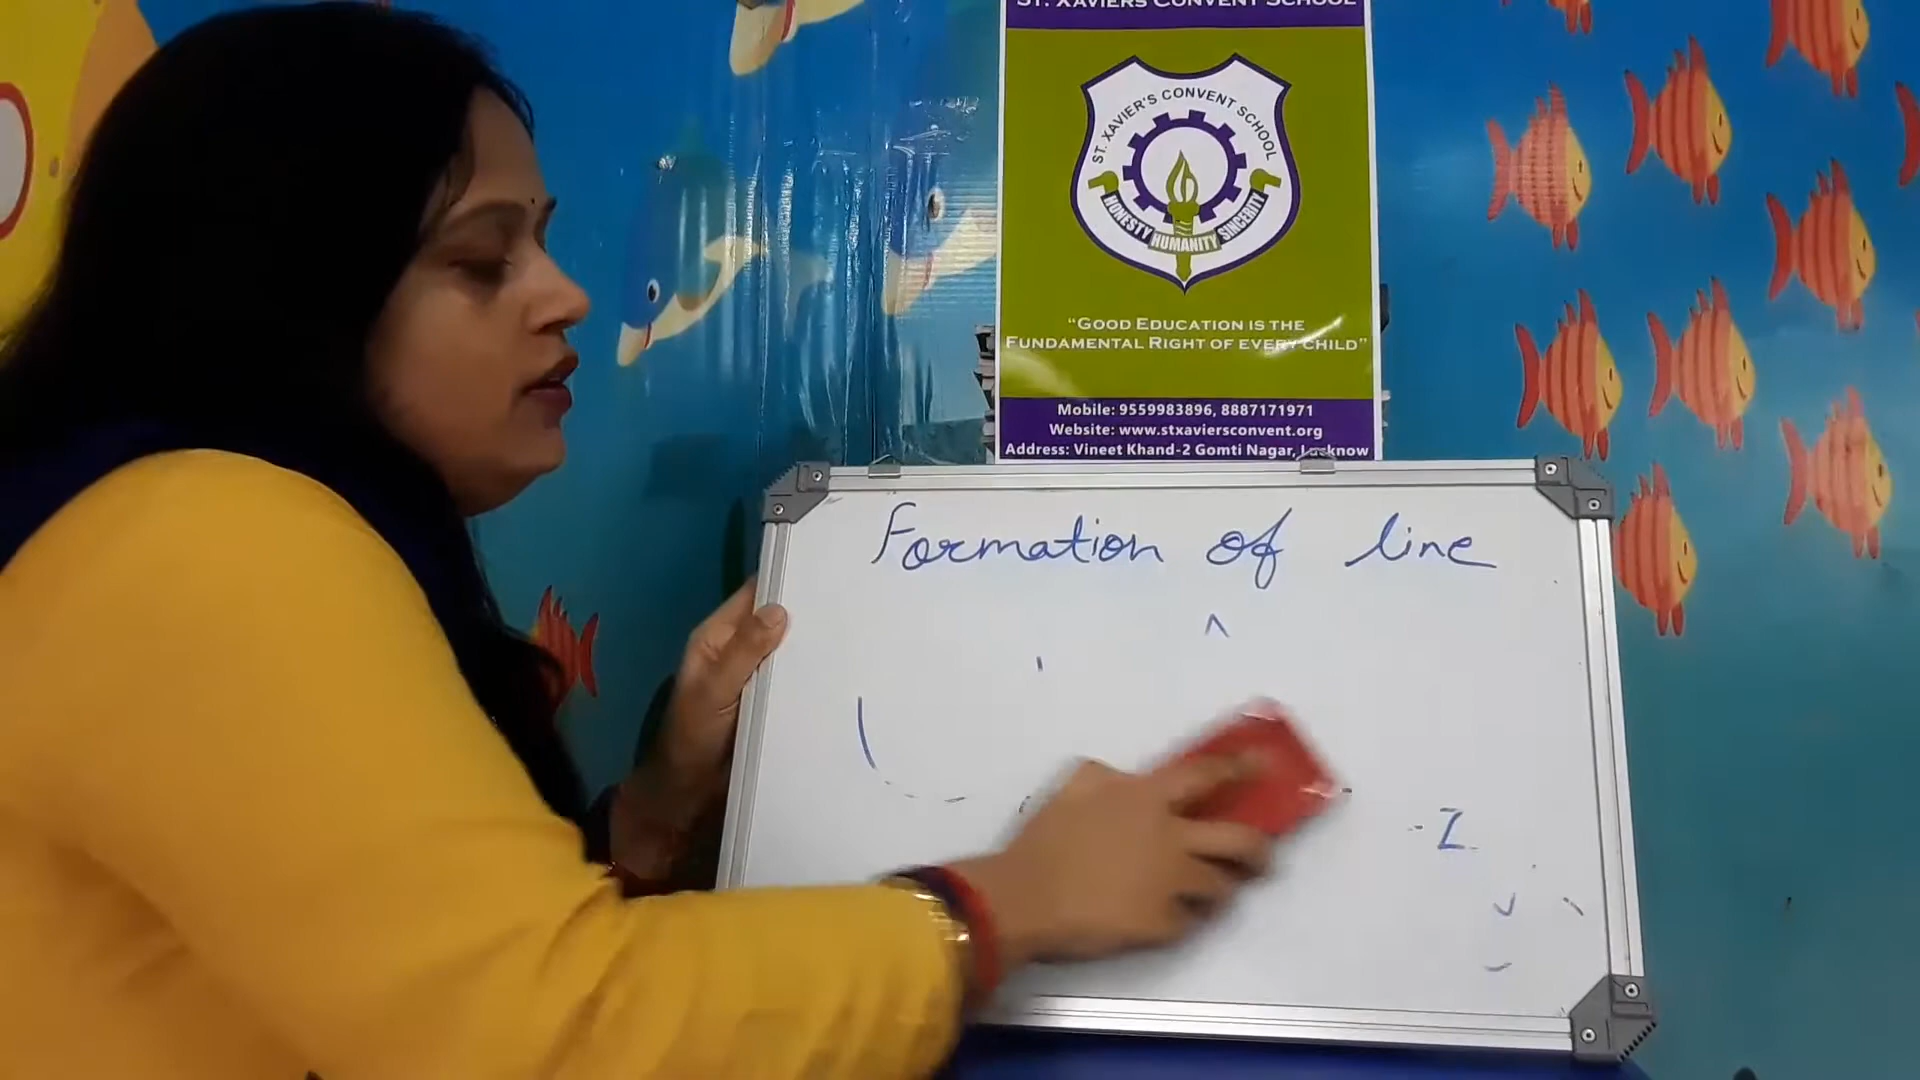 ST. XAVIERS CONVENT SCHOOL
ST. XAVIER'S CONVENT SCHOOL
HONESTY HUMANITY SINCERITY
"GOOD EDUCATION IS THE
FUNDAMENTAL RIGHT OF EVERY CHILD"
Mobile: 9559983896, 8887171971
Website: www.stxaviersconvent.org
Address: Vineet Khand-2 Gomti Nagar, Lucknow
Formation of line